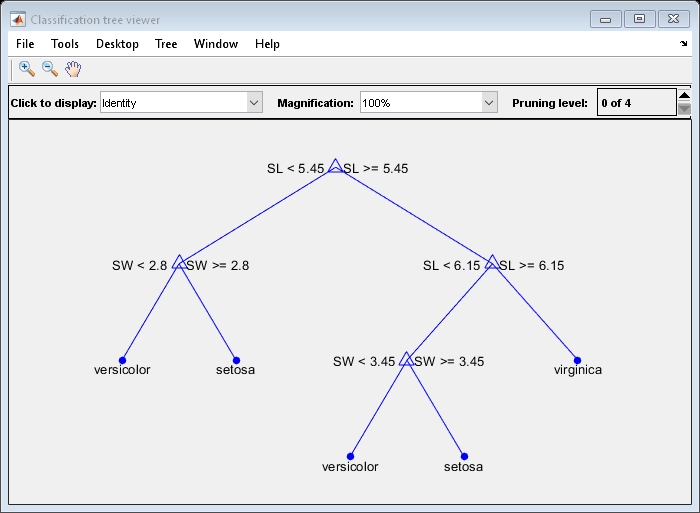 Classification tree viewer
File Tools Desktop Tree Window Help
Click to display: Identity Magnification: 100% Pruning level: 0 of 4
SL < 5.45 SL >= 5.45
SW < 2.8 SW >= 2.8 SL < 6.15 SL >= 6.15
versicolor setosa SW < 3.45 SW >= 3.45 virginica
versicolor setosa